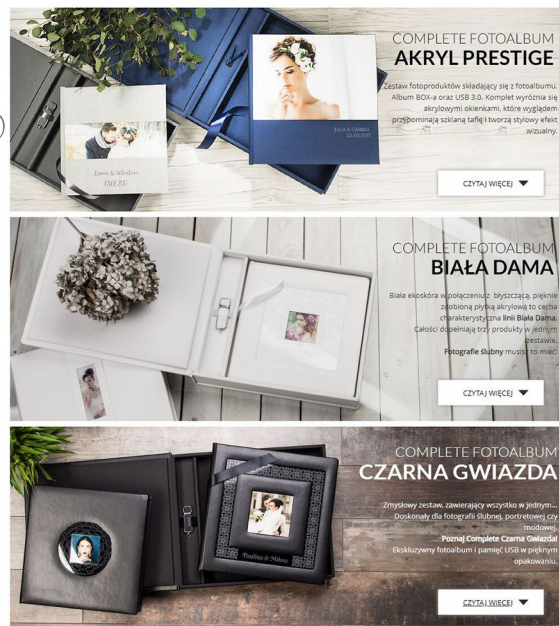 COMPLETE FOTOALBUM
AKRYL PRESTIGE
Zestaw fotoproduktów składający się z fotoalbumu,
Album BOX-a oraz USB 3.0. Komplet wyróżnia się
akrylowymi okienkami, które wyglądem
przypominają szklaną taflę i tworzą stylowy efekt
wizualny.
CZYTAJ WIĘCEJ
COMPLETE FOTOALBUM
BIAŁA DAMA
Biała ekoskóra w połączeniu z błyszczącą, pięknie
zdobioną płytką akrylową to cecha
charakterystyczna linii Biała Dama.
Całości dopełniają trzy produkty w jednym
zestawie.
Fotografie ślubny musisz to mieć!
CZYTAJ WIĘCEJ
COMPLETE FOTOALBUM
CZARNA GWIAZDA
Zmysłowy zestaw, zawierający wszystko w jednym...
Doskonały dla fotografii ślubnej, portretowej czy
modowej.
Poznaj Complete Czarna Gwiazda!
Ekskluzywny fotoalbum i pamięć USB w pięknym
opakowaniu.
Paulina & Miłosz
CZYTAJ WIĘCEJ